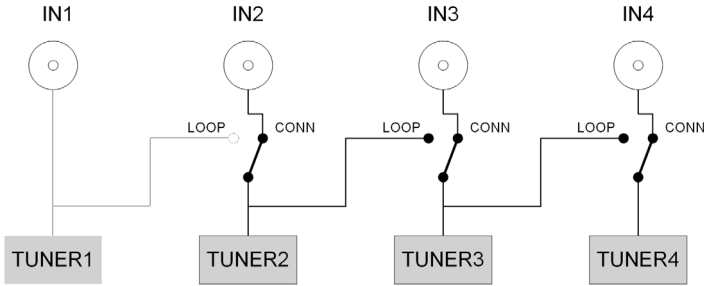 IN1 IN2 IN3 IN4
LOOP CONN LOOP CONN LOOP CONN
TUNER1 TUNER2 TUNER3 TUNER4